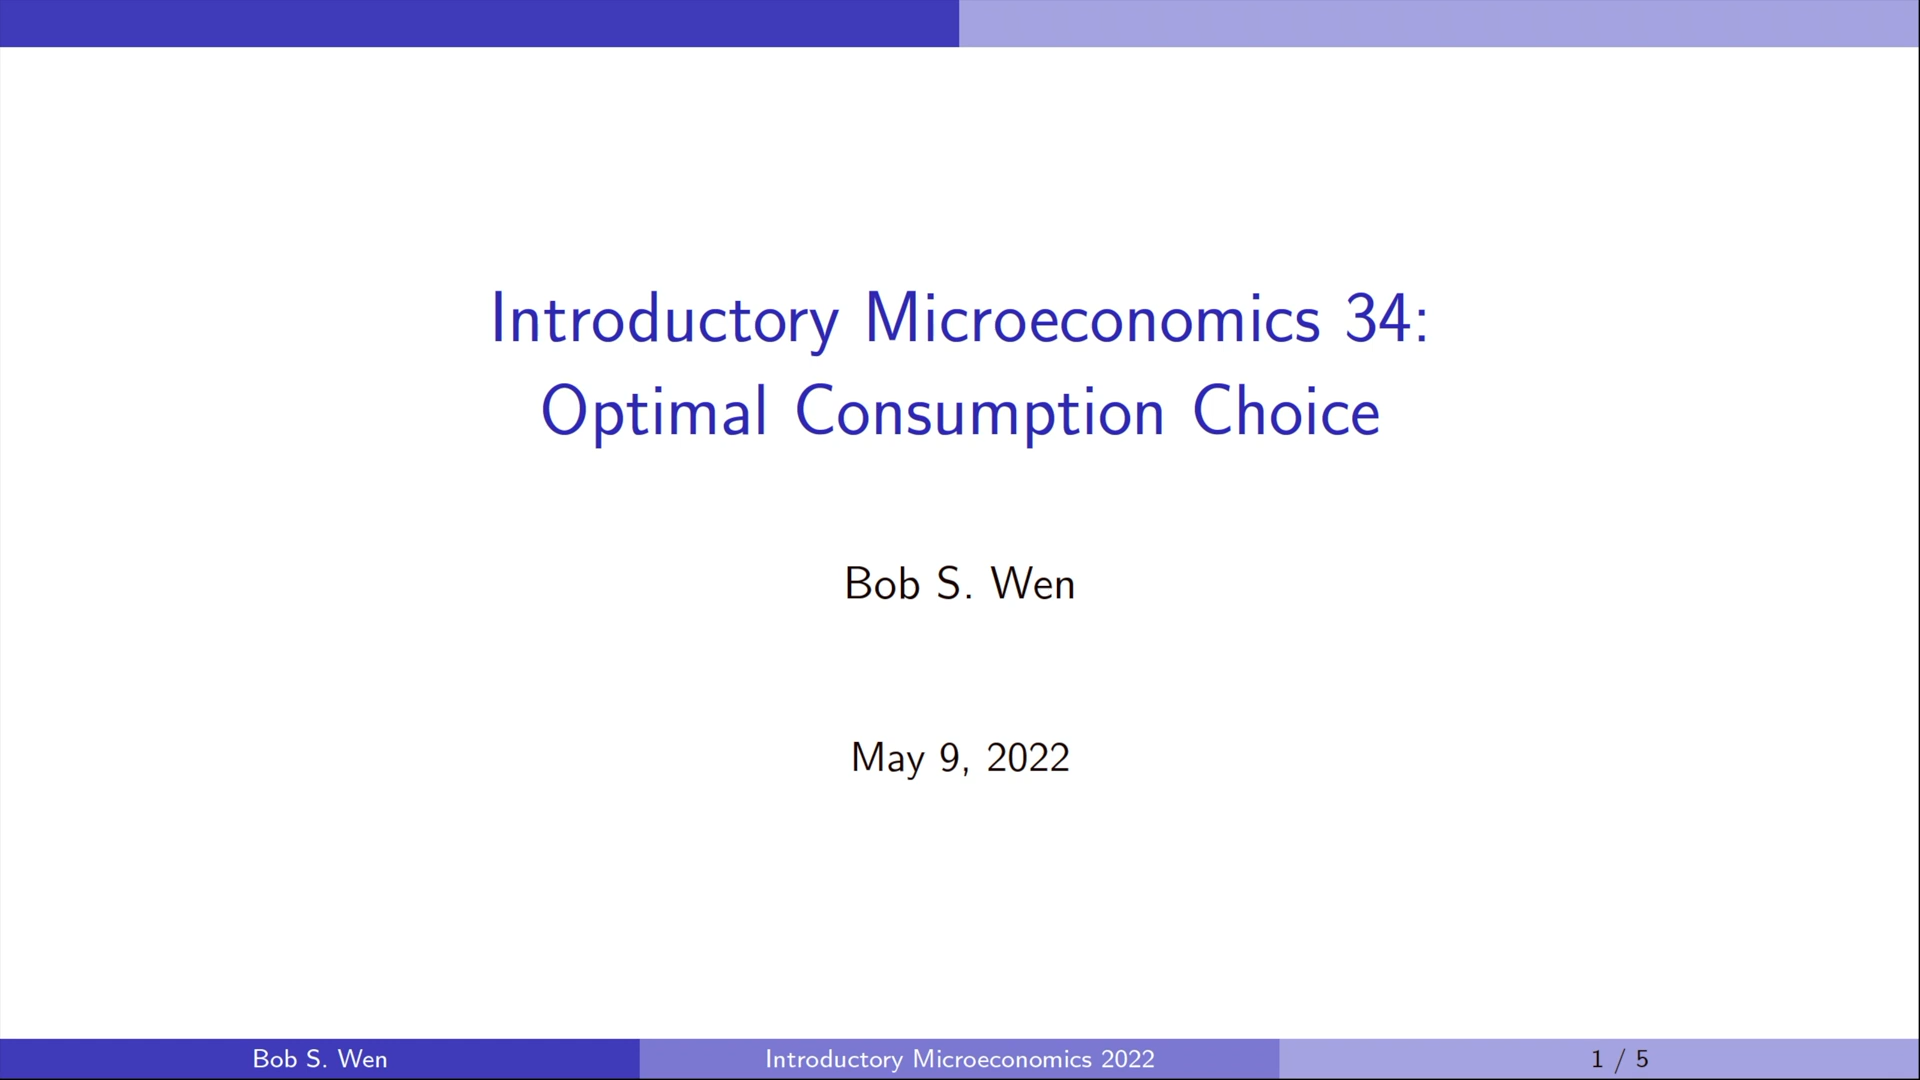 Introductory Microeconomics 34:
Optimal Consumption Choice
Bob S. Wen
May 9, 2022
Bob S. Wen
Introductory Microeconomics 2022
1 / 5